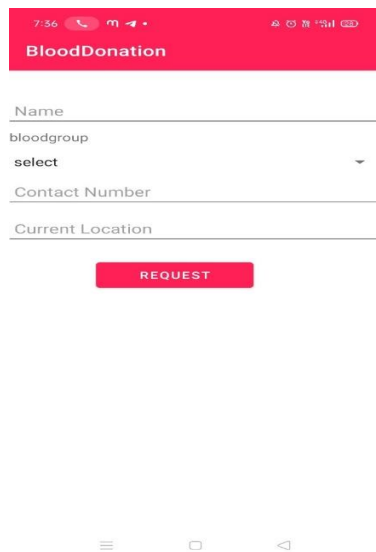 7:36
BloodDonation
Name
bloodgroup
select
Contact Number
Current Location
REQUEST